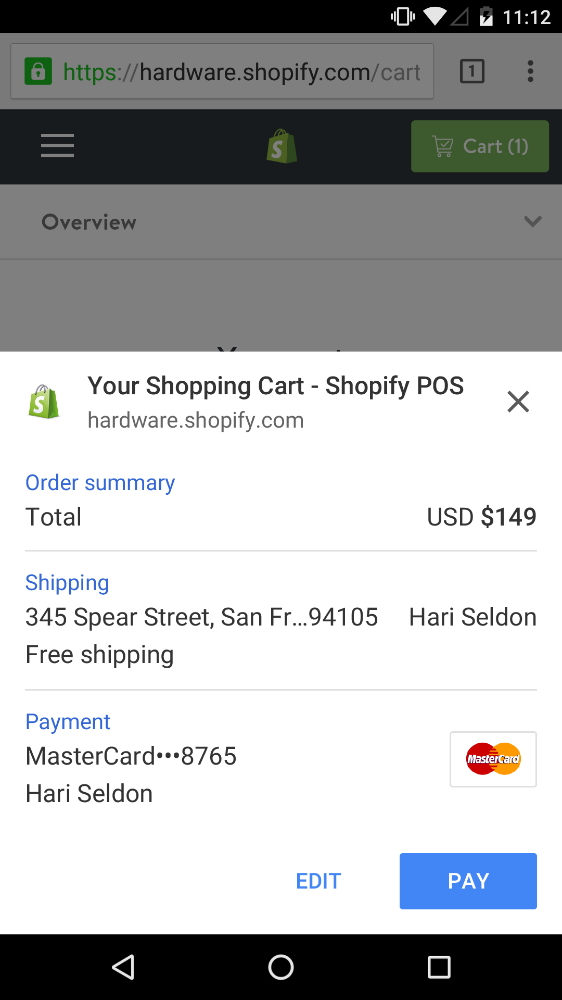 11:12
https://hardware.shopify.com/cart
1
S
Cart (1)
Overview
S
Your Shopping Cart - Shopify POS
hardware.shopify.com
Order summary
Total USD $149
Shipping
345 Spear Street, San Fr...94105 Hari Seldon
Free shipping
Payment
MasterCard•••8765
MasterCard
Hari Seldon
EDIT PAY